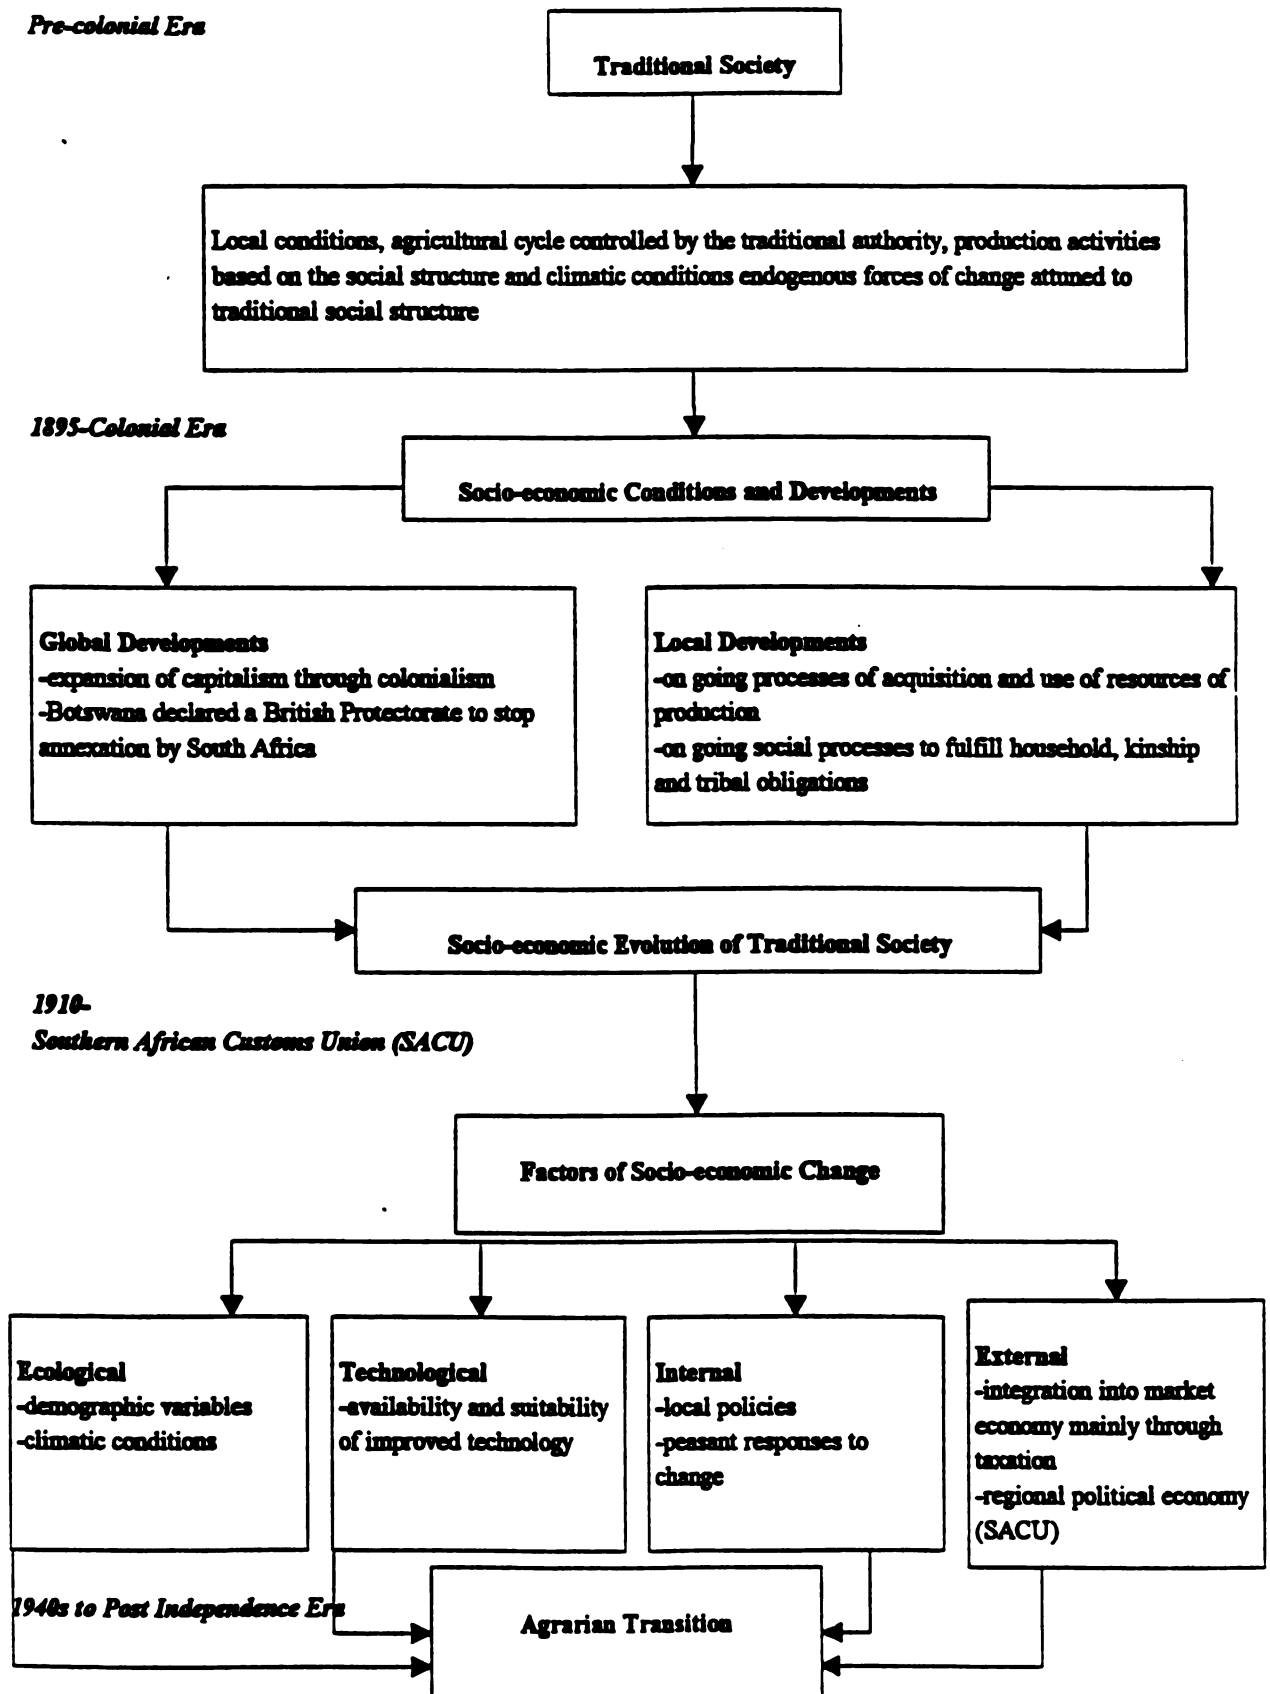 Pre-colonial Era
Traditional Society
Local conditions, agricultural cycle controlled by the traditional authority, production activities
based on the social structure and climatic conditions endogenous forces of change attuned to
traditional social structure
1895-Colonial Era
Socio-economic Conditions and Developments
Global Developments
-expansion of capitalism through colonialism
-Botswana declared a British Protectorate to stop
annexation by South Africa
Local Developments
-on going processes of acquisition and use of resources of
production
-on going social processes to fulfill household, kinship
and tribal obligations
Socio-economic Evolution of Traditional Society
1910-
Southern African Customs Union (SACU)
Factors of Socio-economic Change
Ecological
-demographic variables
-climatic conditions
Technological
-availability and suitability
of improved technology
Internal
-local policies
-peasant responses to
change
External
-integration into market
economy mainly through
taxation
-regional political economy
(SACU)
1940s to Post Independence Era
Agrarian Transition